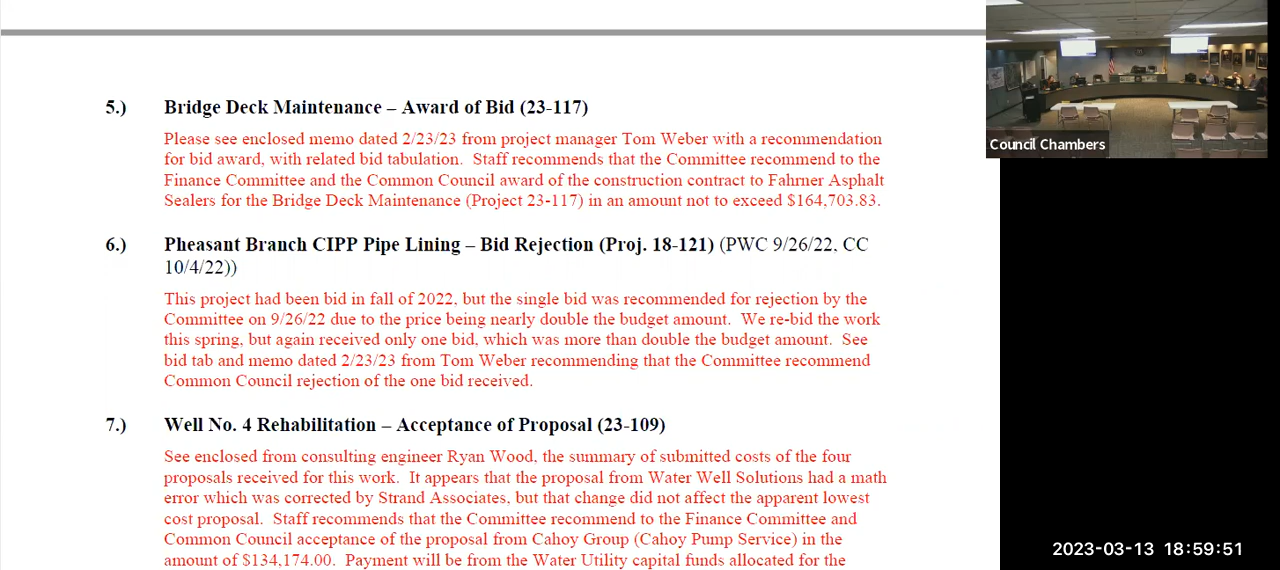 5.) Bridge Deck Maintenance – Award of Bid (23-117)
Please see enclosed memo dated 2/23/23 from project manager Tom Weber with a recommendation
for bid award, with related bid tabulation.  Staff recommends that the Committee recommend to the
Finance Committee and the Common Council award of the construction contract to Fahrner Asphalt
Sealers for the Bridge Deck Maintenance (Project 23-117) in an amount not to exceed $164,703.83.
6.) Pheasant Branch CIPP Pipe Lining – Bid Rejection (Proj. 18-121) (PWC 9/26/22, CC
10/4/22))
This project had been bid in fall of 2022, but the single bid was recommended for rejection by the
Committee on 9/26/22 due to the price being nearly double the budget amount.  We re-bid the work
this spring, but again received only one bid, which was more than double the budget amount.  See
bid tab and memo dated 2/23/23 from Tom Weber recommending that the Committee recommend
Common Council rejection of the one bid received.
7.) Well No. 4 Rehabilitation – Acceptance of Proposal (23-109)
See enclosed from consulting engineer Ryan Wood, the summary of submitted costs of the four
proposals received for this work.  It appears that the proposal from Water Well Solutions had a math
error which was corrected by Strand Associates, but that change did not affect the apparent lowest
cost proposal.  Staff recommends that the Committee recommend to the Finance Committee and
Common Council acceptance of the proposal from Cahoy Group (Cahoy Pump Service) in the
amount of $134,174.00.  Payment will be from the Water Utility capital funds allocated for the
Council Chambers
2023-03-13 18:59:51